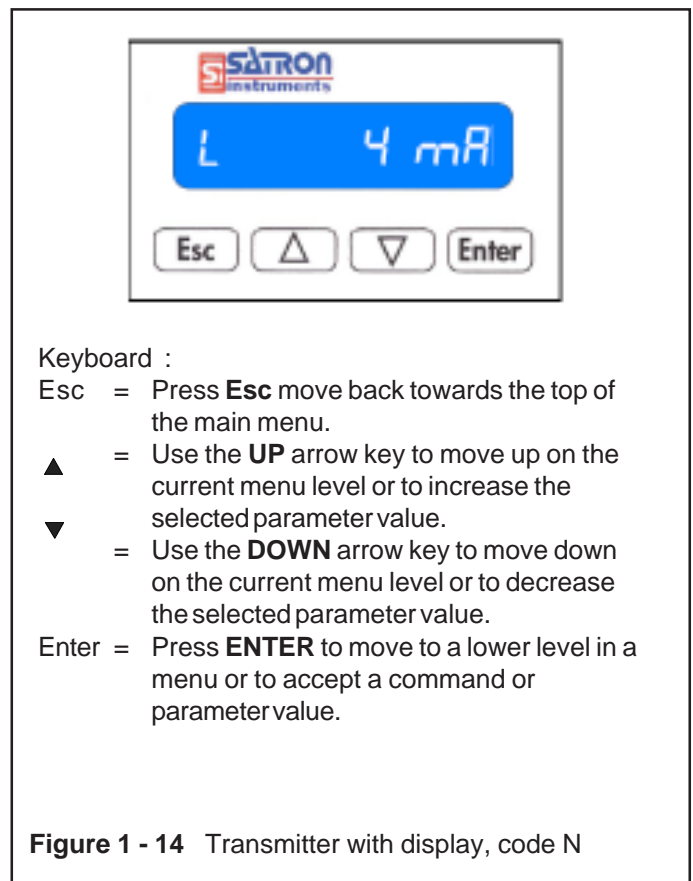 SATRON
instruments
L 4 mA
Esc △ ▽ Enter
Keyboard :
Esc = Press Esc move back towards the top of
the main menu.
▲ = Use the UP arrow key to move up on the
current menu level or to increase the
selected parameter value.
▼ = Use the DOWN arrow key to move down
on the current menu level or to decrease
the selected parameter value.
Enter = Press ENTER to move to a lower level in a
menu or to accept a command or
parameter value.
Figure 1 - 14 Transmitter with display, code N